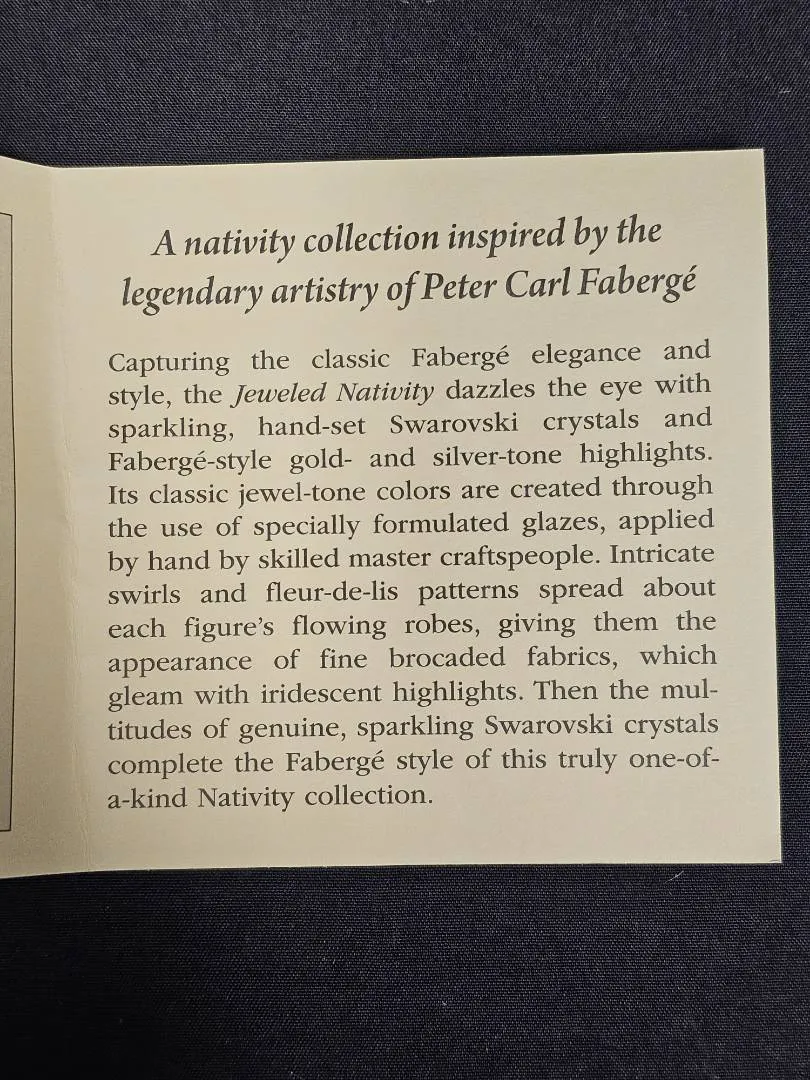 A nativity collection inspired by the
legendary artistry of Peter Carl Fabergé
Capturing the classic Fabergé elegance and
style, the Jeweled Nativity dazzles the eye with
sparkling, hand-set Swarovski crystals and
Fabergé-style gold- and silver-tone highlights.
Its classic jewel-tone colors are created through
the use of specially formulated glazes, applied
by hand by skilled master craftspeople. Intricate
swirls and fleur-de-lis patterns spread about
each figure's flowing robes, giving them the
appearance of fine brocaded fabrics, which
gleam with iridescent highlights. Then the mul-
titudes of genuine, sparkling Swarovski crystals
complete the Fabergé style of this truly one-of-
a-kind Nativity collection.